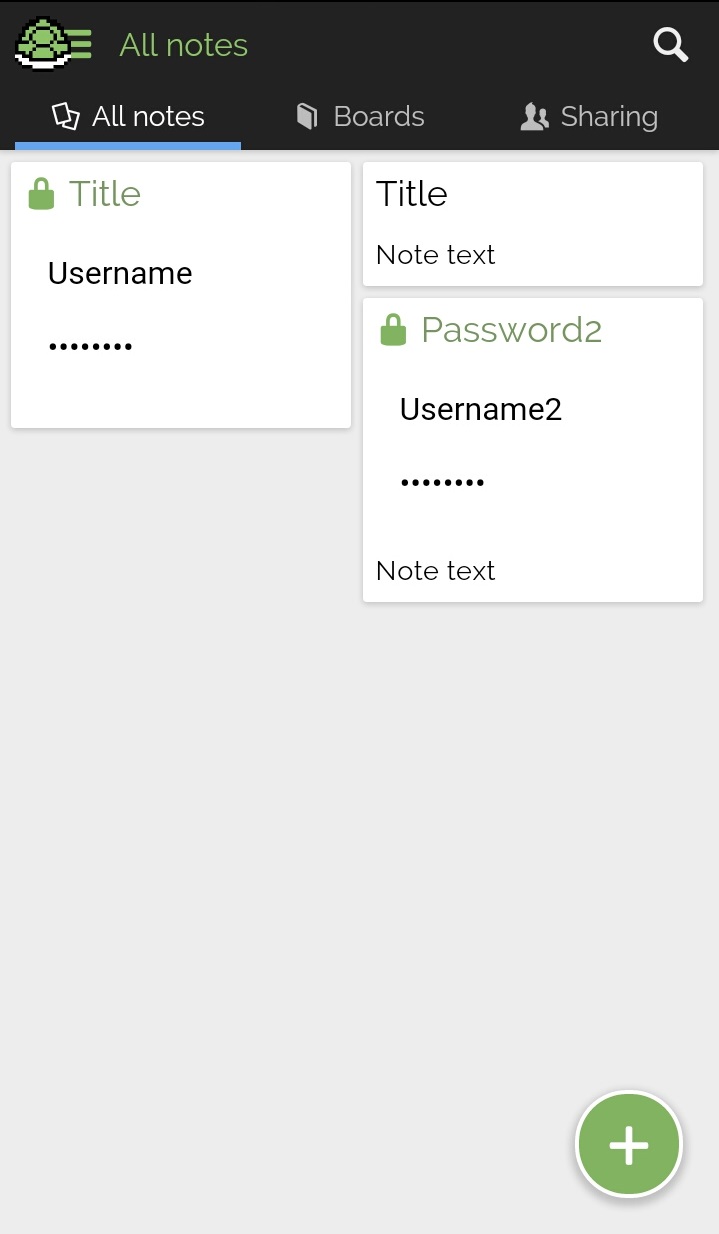 All notes
All notes
Boards
Sharing
Title
Username
••••••••
Title
Note text
Password2
Username2
••••••••
Note text